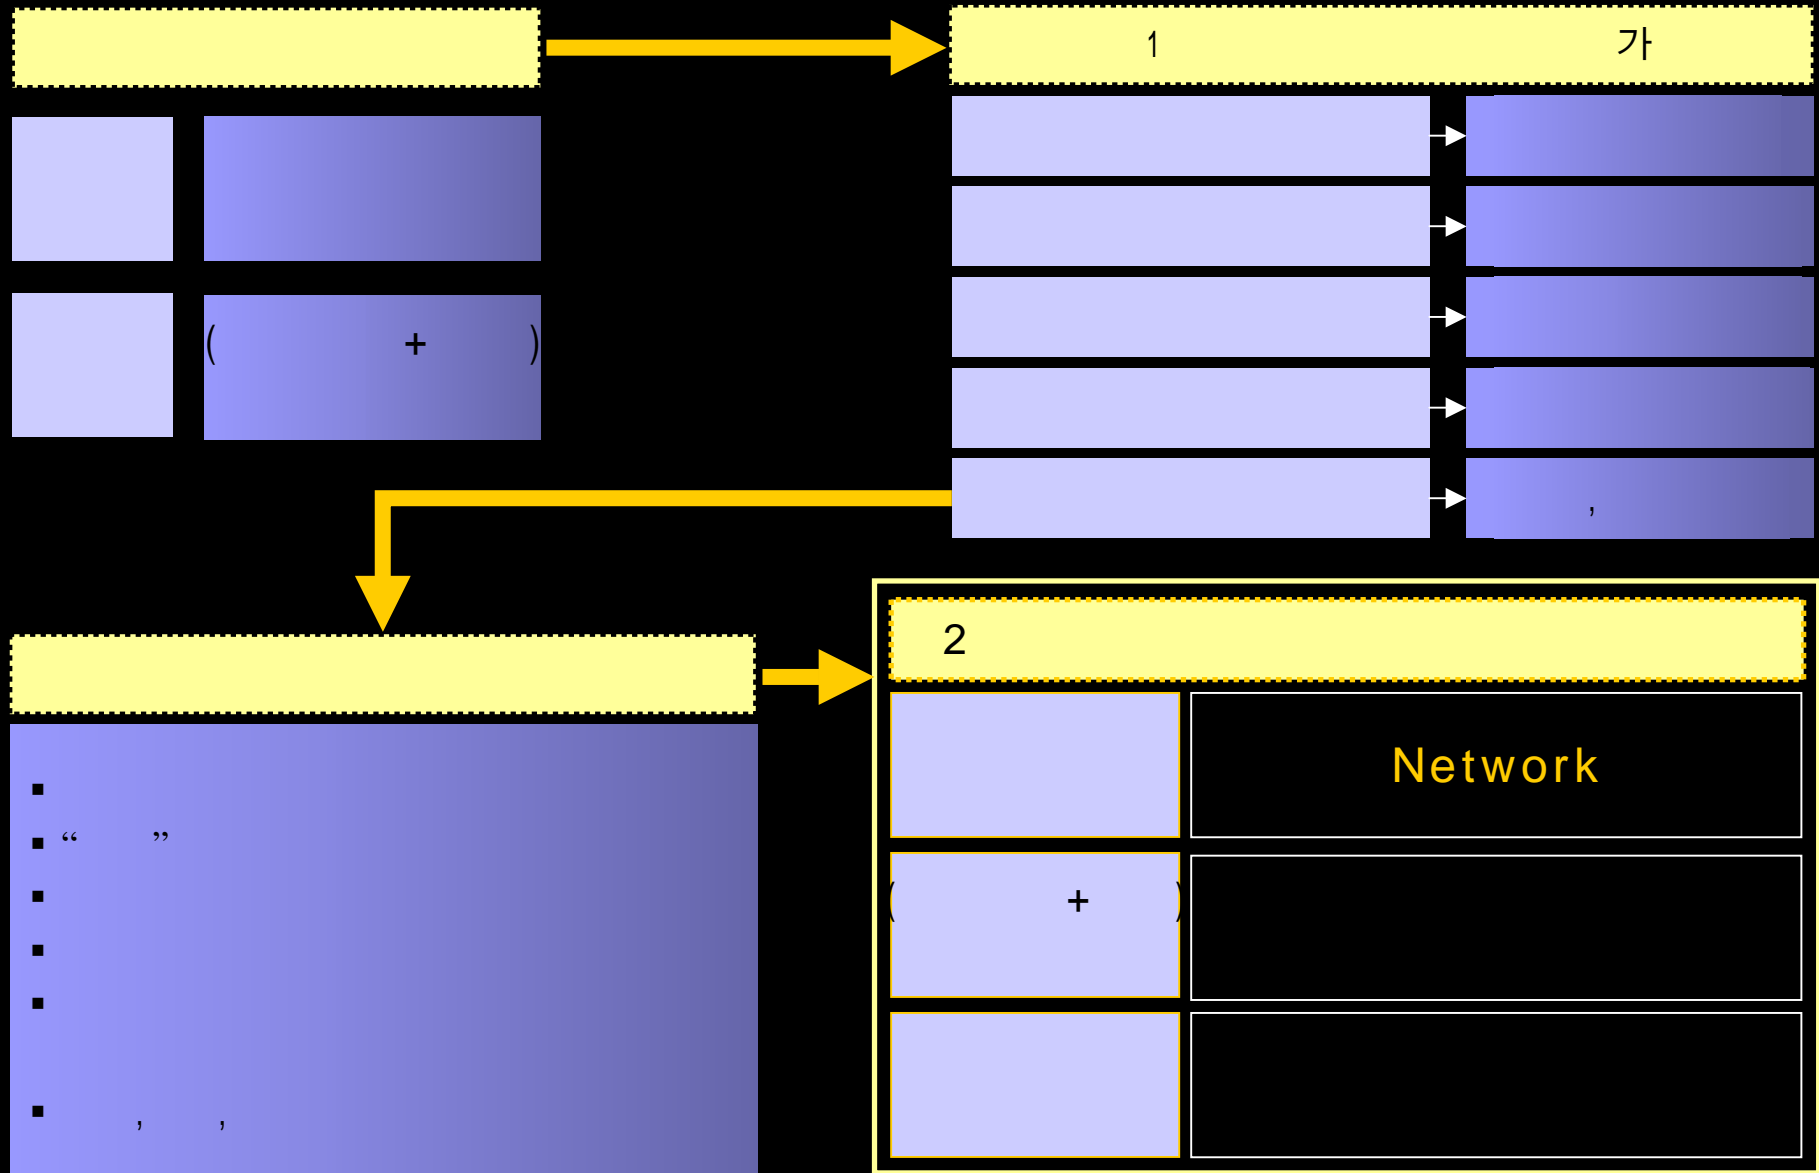 1 가
( + )
,
“ ”
, ,
2
Network
( + )